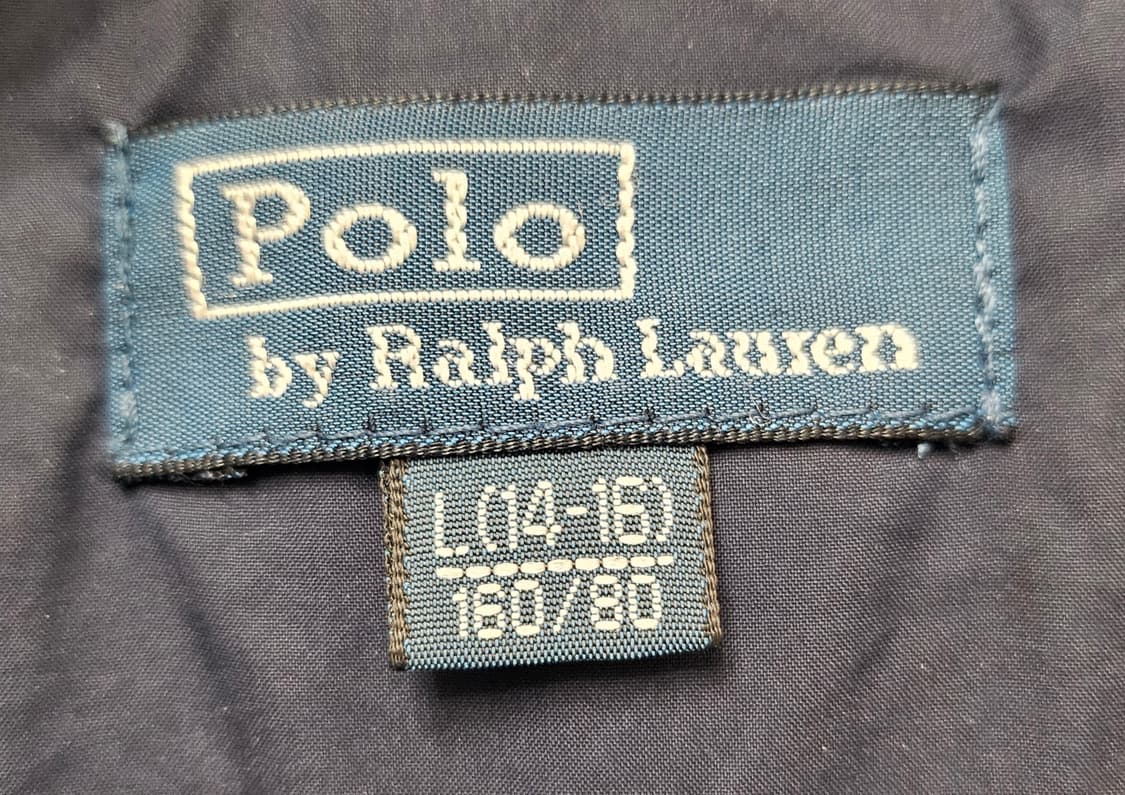 Polo
by Ralph Lauren
L(14-16)
160/80